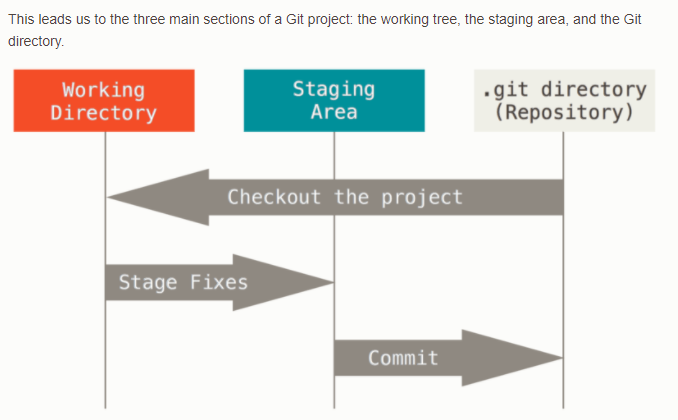 This leads us to the three main sections of a Git project: the working tree, the staging area, and the Git
directory.
Working
Directory
Staging
Area
.git directory
(Repository)
Checkout the project
Stage Fixes
Commit